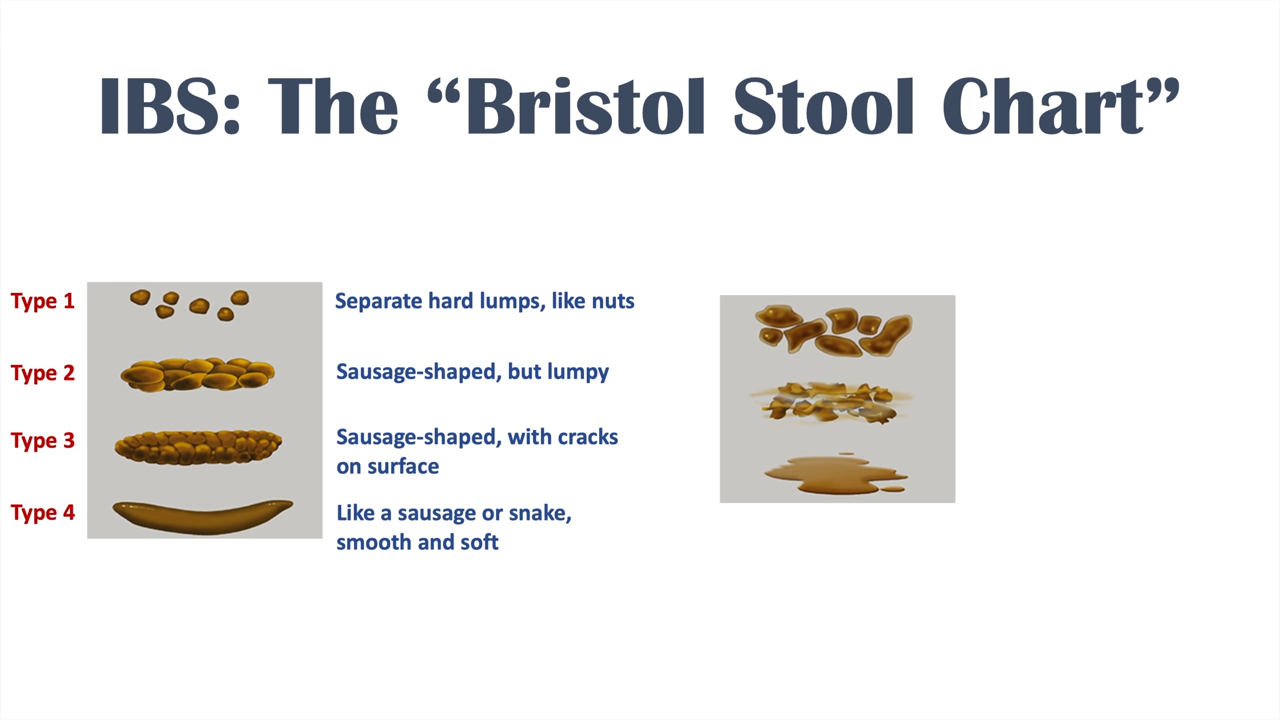 IBS: The “Bristol Stool Chart”
Type 1
Separate hard lumps, like nuts
Type 2
Sausage-shaped, but lumpy
Type 3
Sausage-shaped, with cracks
on surface
Type 4
Like a sausage or snake,
smooth and soft